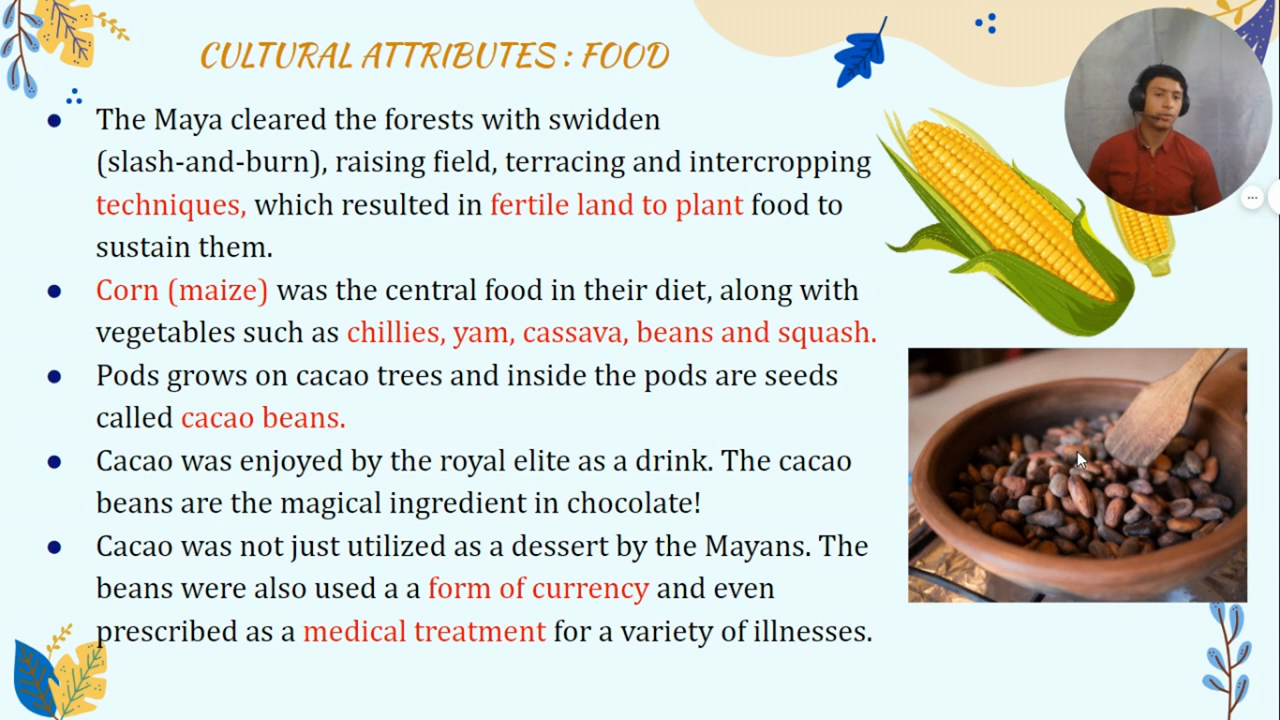 CULTURAL ATTRIBUTES : FOOD
The Maya cleared the forests with swidden
(slash-and-burn), raising field, terracing and intercropping
techniques, which resulted in fertile land to plant food to
sustain them.
Corn (maize) was the central food in their diet, along with
vegetables such as chillies, yam, cassava, beans and squash.
Pods grows on cacao trees and inside the pods are seeds
called cacao beans.
Cacao was enjoyed by the royal elite as a drink. The cacao
beans are the magical ingredient in chocolate!
Cacao was not just utilized as a dessert by the Mayans. The
beans were also used a a form of currency and even
prescribed as a medical treatment for a variety of illnesses.